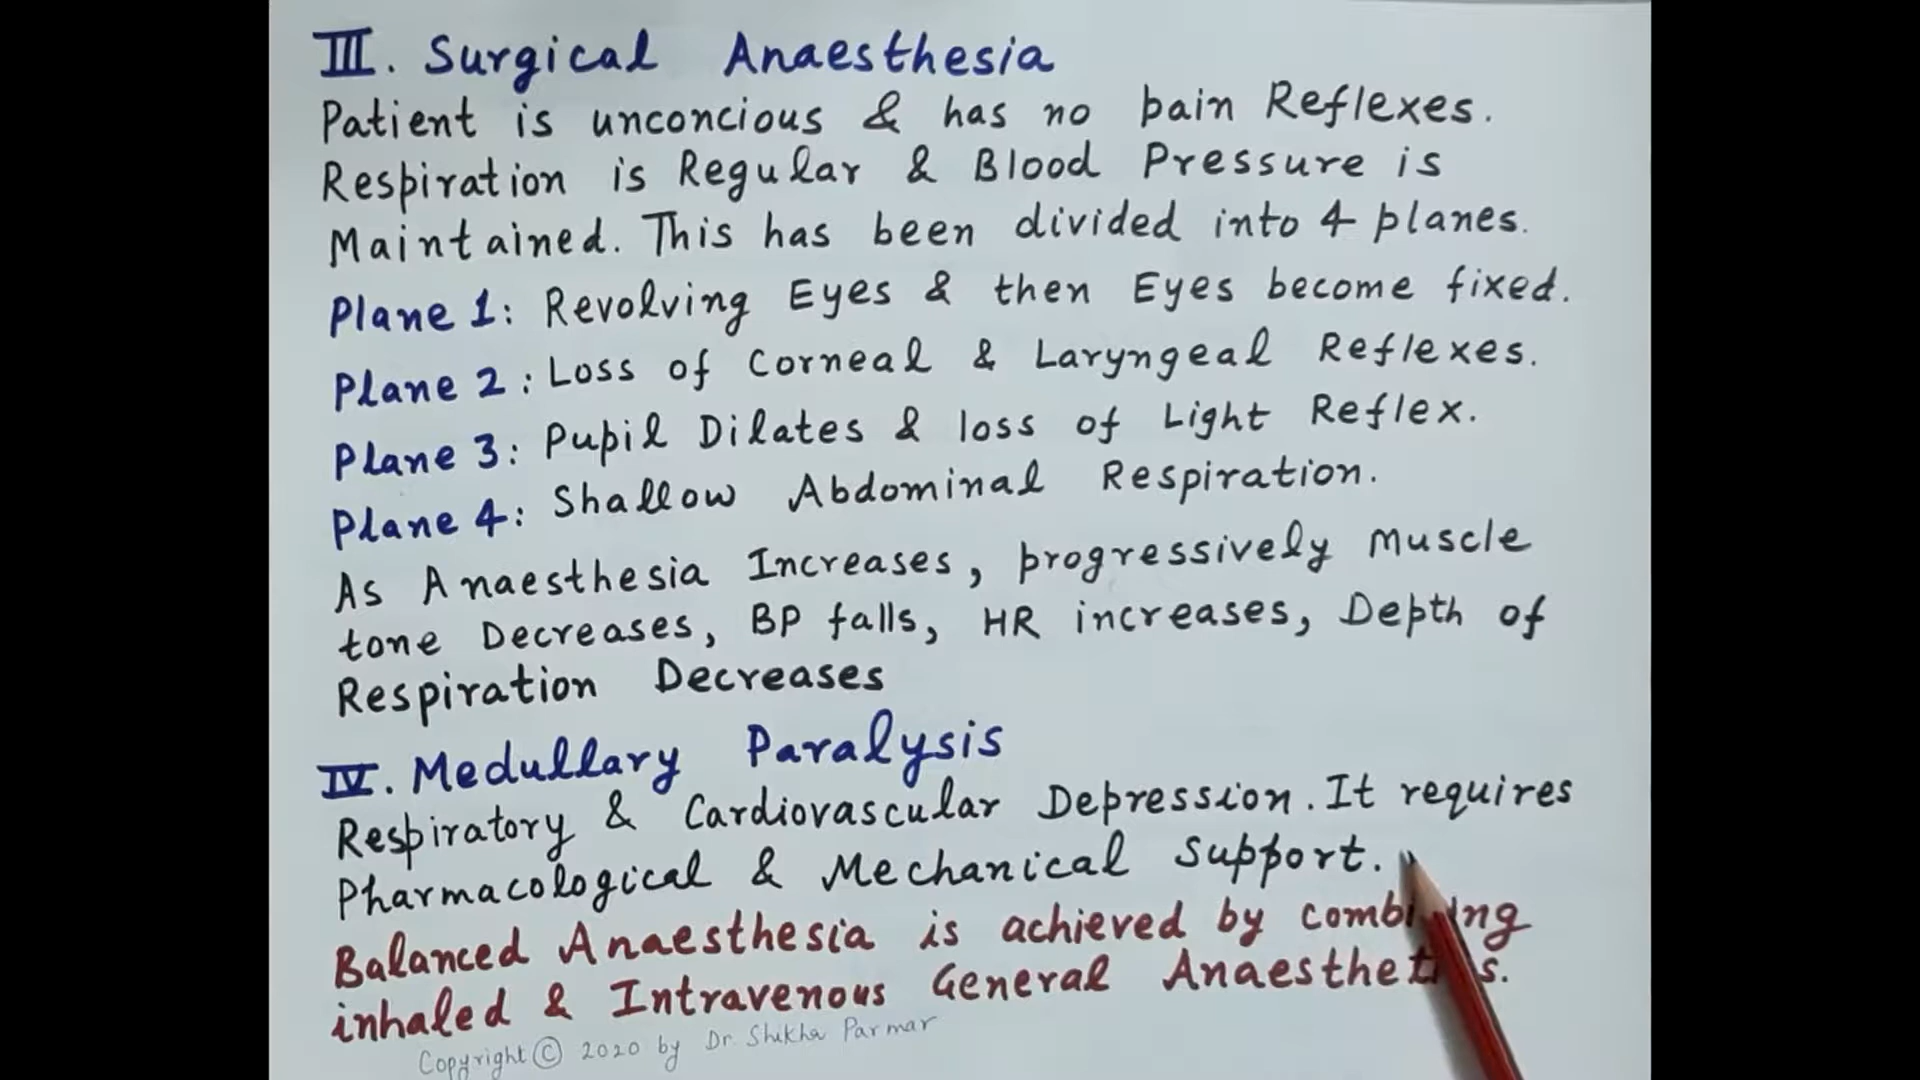 III. Surgical Anaesthesia
Patient is unconcious & has no pain Reflexes.
Respiration is Regular & Blood Pressure is
Maintained. This has been divided into 4 planes.
Plane 1: Revolving Eyes & then Eyes become fixed.
Plane 2: Loss of Corneal & Laryngeal Reflexes.
Plane 3: Pupil Dilates & loss of Light Reflex.
Plane 4: Shallow Abdominal Respiration.
As Anaesthesia Increases, progressively Muscle
tone Decreases, BP falls, HR increases, Depth of
Respiration Decreases
IV. Medullary Paralysis
Respiratory & Cardiovascular Depression. It requires
Pharmacological & Mechanical Support.
Balanced Anaesthesia is achieved by combining
inhaled & Intravenous General Anaesthetics.
Copyright © 2020 by Dr. Shikha Parmar